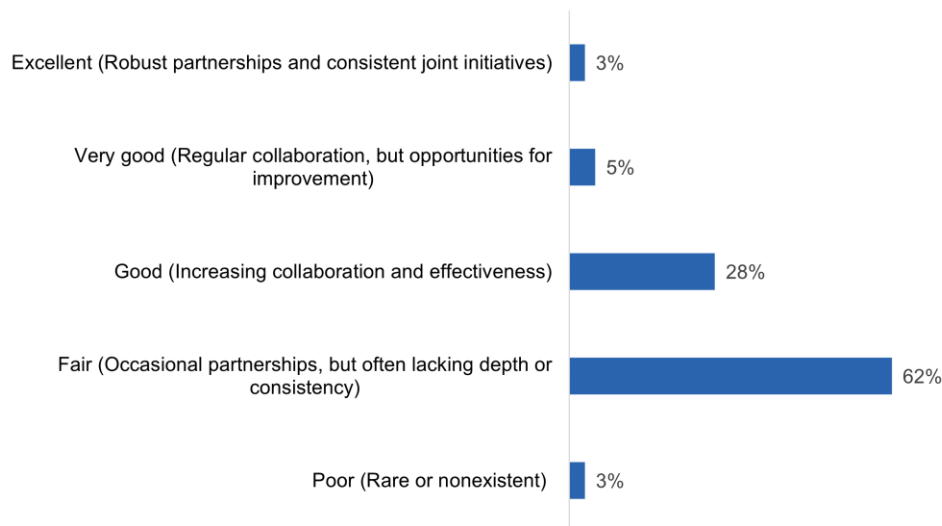 Excellent (Robust partnerships and consistent joint initiatives) 3%
Very good (Regular collaboration, but opportunities for
improvement) 5%
Good (Increasing collaboration and effectiveness) 28%
Fair (Occasional partnerships, but often lacking depth or
consistency) 62%
Poor (Rare or nonexistent) 3%